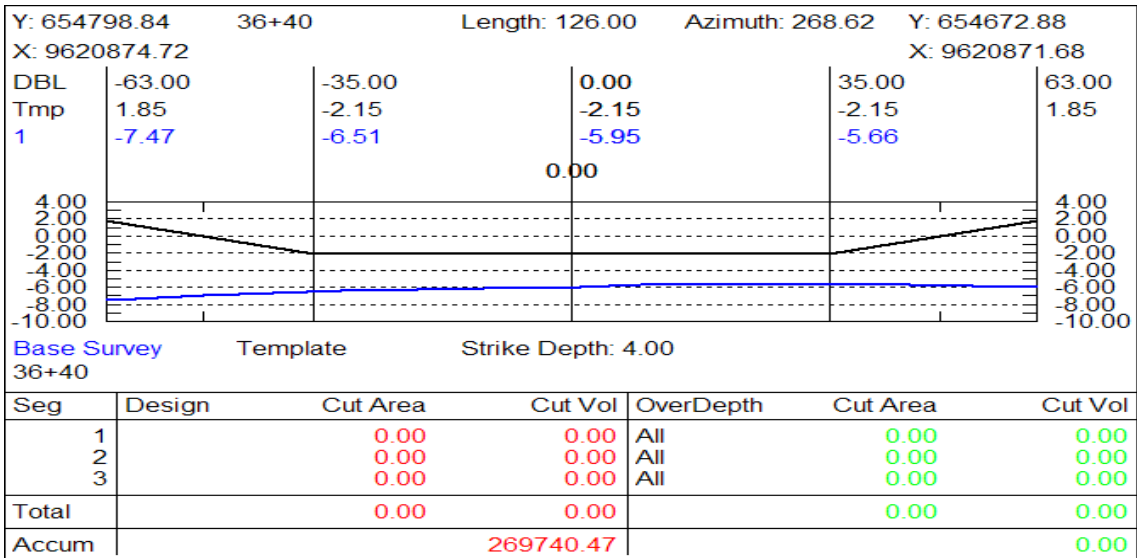 Y: 654798.84 36+40 Length: 126.00 Azimuth: 268.62 Y: 654672.88
X: 9620874.72 X: 9620871.68
DBL -63.00 -35.00 0.00 35.00 63.00
Tmp 1.85 -2.15 -2.15 -2.15 1.85
1 -7.47 -6.51 -5.95 -5.66
0.00
4.00 4.00
2.00 2.00
0.00 0.00
-2.00 -2.00
-4.00 -4.00
-6.00 -6.00
-8.00 -8.00
-10.00 -10.00
Base Survey Template Strike Depth: 4.00
36+40
Seg Design Cut Area Cut Vol OverDepth Cut Area Cut Vol
1 0.00 0.00 All 0.00 0.00
2 0.00 0.00 All 0.00 0.00
3 0.00 0.00 All 0.00 0.00
Total 0.00 0.00 0.00 0.00
Accum 269740.47 0.00